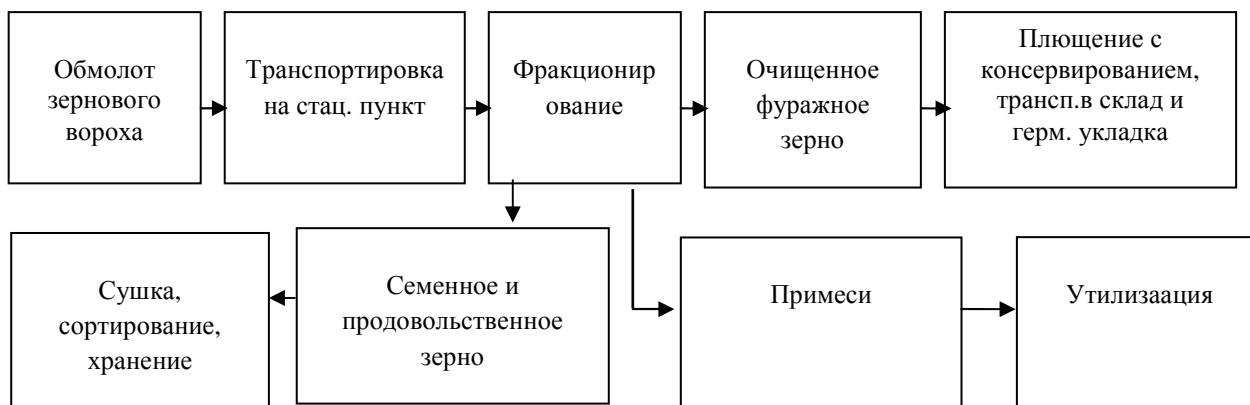 Обмолот
зернового
вороха
Транспортировка
на стац. пункт
Фракционир
ование
Очищенное
фуражное
зерно
Плющение с
консервированием,
трансп.в склад и
герм. укладка
Сушка,
сортирование,
хранение
Семенное и
продовольственное
зерно
Примеси
Утилизаация